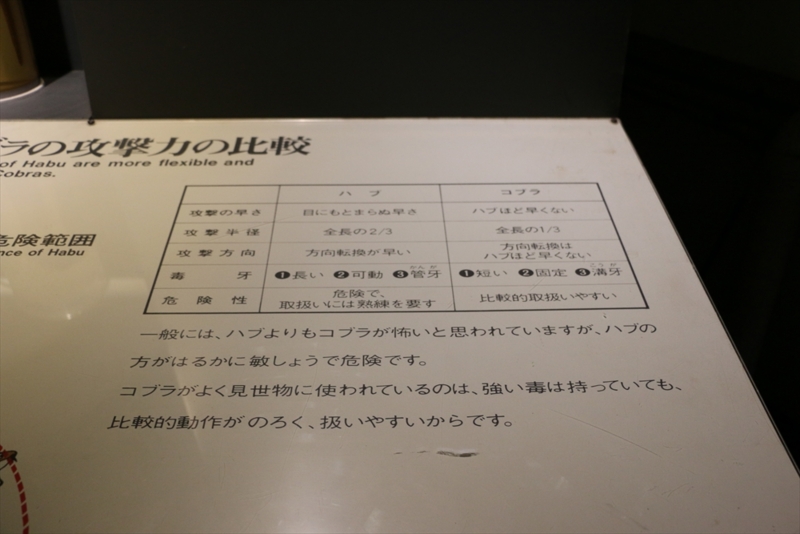 ブラの攻撃力の比較
of Habu are more flexible and
Cobras.
危険範囲
nce of Habu
ハブ コブラ
攻撃の早さ 目にもとまらぬ早さ ハブほど早くない
攻撃半径 全長の2/3 全長の1/3
攻撃方向 方向転換が早い 方向転換は
ハブほど早くない
毒牙 ❶長い ❷可動 ❸管牙 ❶短い ❷固定 ❸溝牙
危険性 危険で、
取扱いには熟練を要す 比較的取扱いやすい
一般には、ハブよりもコブラが怖いと思われていますが、ハブの
方がはるかに敏しょうで危険です。
コブラがよく見世物に使われているのは、強い毒は持っていても、
比較的動作がのろく、扱いやすいからです。